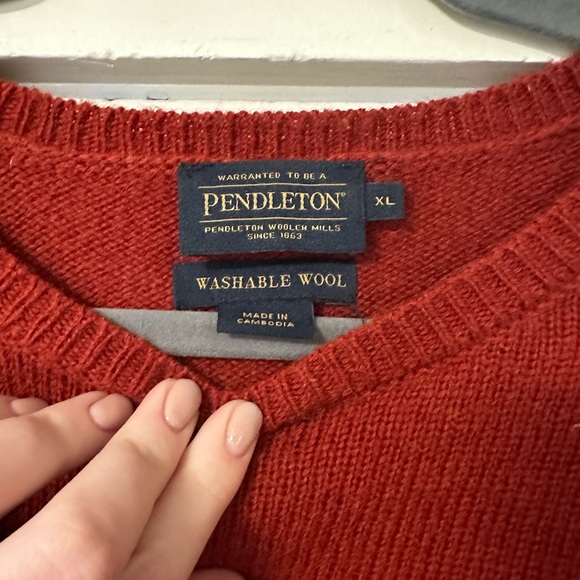 WARRANTED TO BE A
PENDLETON®
XL
PENDLETON WOOLEN MILLS
SINCE 1863
WASHABLE WOOL
MADE IN
CAMBODIA